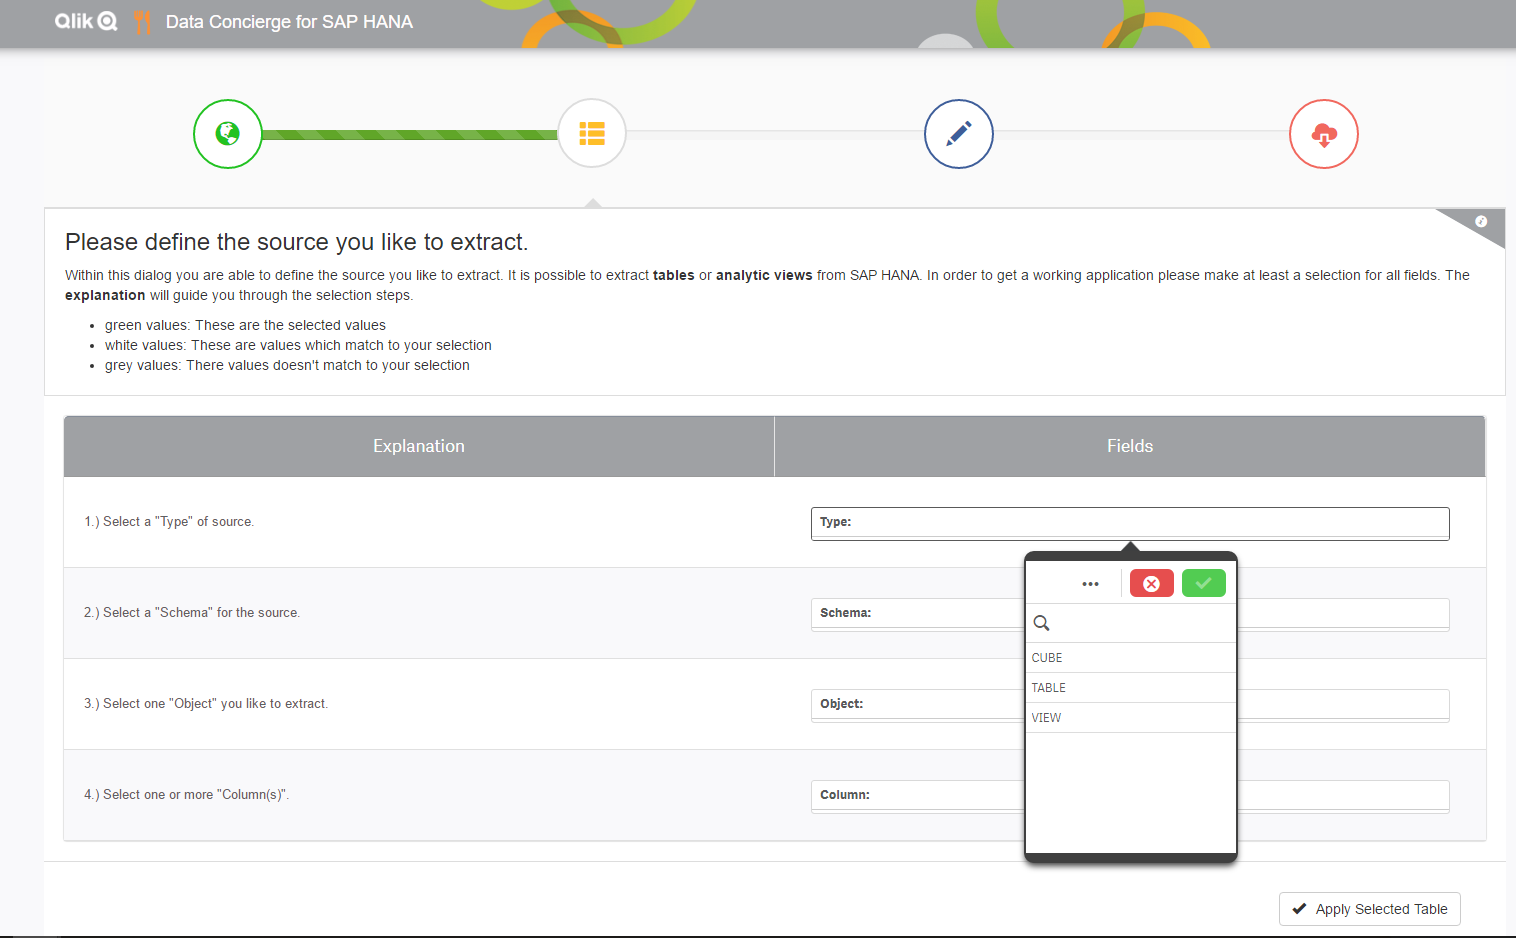 Qlik Data Concierge for SAP HANA
Please define the source you like to extract.
Within this dialog you are able to define the source you like to extract. It is possible to extract tables or analytic views from SAP HANA. In order to get a working application please make at least a selection for all fields. The
explanation will guide you through the selection steps.
• green values: These are the selected values
• white values: These are values which match to your selection
• grey values: There values doesn't match to your selection
Explanation
Fields
1.) Select a "Type" of source.
Type:
2.) Select a "Schema" for the source.
Schema:
3.) Select one "Object" you like to extract.
Object:
4.) Select one or more "Column(s)".
Column:
CUBE
TABLE
VIEW
Apply Selected Table